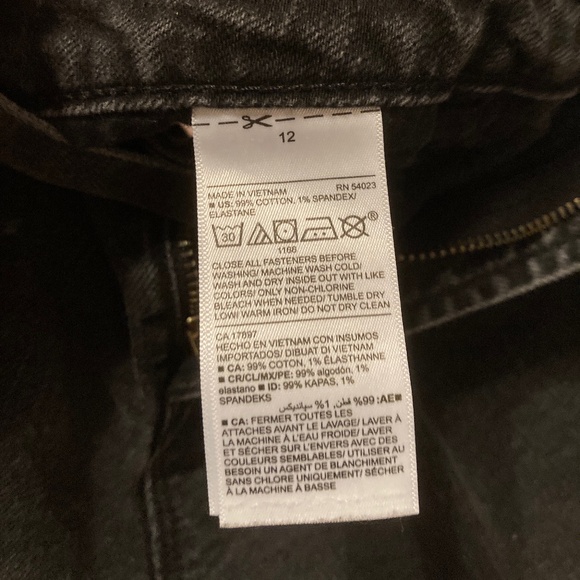 12
MADE IN VIETNAM RN 54023
■ US: 99% COTTON, 1% SPANDEX/
ELASTANE
30
1168
CLOSE ALL FASTENERS BEFORE
WASHING/ MACHINE WASH COLD/
WASH AND DRY INSIDE OUT WITH LIKE
COLORS/ ONLY NON-CHLORINE
BLEACH WHEN NEEDED/ TUMBLE DRY
LOW/ WARM IRON/ DO NOT DRY CLEAN
CA 17897
HECHO EN VIETNAM CON INSUMOS
IMPORTADOS/ DIBUAT DI VIETNAM
■ CA: 99% COTON, 1% ÉLASTHANNE
■ CR/CL/MX/PE: 99% algodón, 1%
elastano ■ ID: 99% KAPAS, 1%
SPANDEKS
■ AE: 99% قطن, 1% سپاندیکس
■ CA: FERMER TOUTES LES
ATTACHES AVANT LE LAVAGE/ LAVER À
LA MACHINE À L'EAU FROIDE/ LAVER
ET SÉCHER SUR L'ENVERS AVEC DES
COULEURS SEMBLABLES/ UTILISER AU
BESOIN UN AGENT DE BLANCHIMENT
SANS CHLORE UNIQUEMENT/ SÉCHER
À LA MACHINE À BASSE